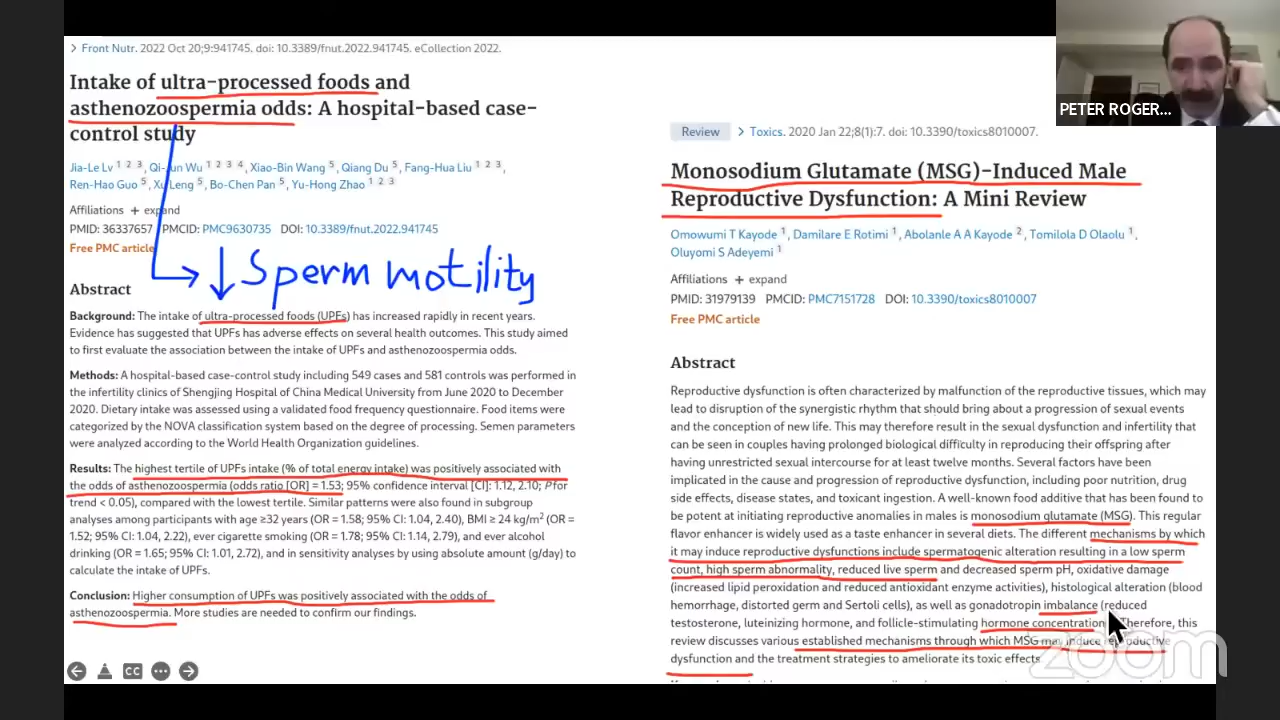 > Front Nutr. 2022 Oct 20;9:941745. doi: 10.3389/fnut.2022.941745. eCollection 2022.
Intake of ultra-processed foods and
asthenozoospermia odds: A hospital-based case-
control study
Jia-Le Lv 1 2 3, Qi-Jun Wu 1 2 3 4, Xiao-Bin Wang 5, Qiang Du 5, Fang-Hua Liu 1 2 3,
Ren-Hao Guo 5, Xu Leng 5, Bo-Chen Pan 5, Yu-Hong Zhao 1 2 3
Affiliations + expand
PMID: 36337657 PMCID: PMC9630735 DOI: 10.3389/fnut.2022.941745
Free PMC article
↓ Sperm motility
Abstract
Background: The intake of ultra-processed foods (UPFs) has increased rapidly in recent years.
Evidence has suggested that UPF has adverse effects on several health outcomes. This study aimed
to first evaluate the association between the intake of UPFs and asthenozoospermia odds.
Methods: A hospital-based case-control study including 549 cases and 581 controls was performed in
the infertility clinics of Shengjing Hospital of China Medical University from June 2020 to December
2020. Dietary intake was assessed using a validated food frequency questionnaire. Food items were
categorized by the NOVA classification system based on the degree of processing. Semen parameters
were analyzed according to the World Health Organization guidelines.
Results: The highest tertile of UPFs intake (% of total energy intake) was positively associated with
the odds of asthenozoospermia (odds ratio [OR] = 1.53; 95% confidence interval [CI]: 1.12, 2.10; P for
trend < 0.05), compared with the lowest tertile. Similar patterns were also found in subgroup
analyses among participants with age ≥32 years (OR = 1.58; 95% CI: 1.04, 2.40), BMI ≥ 24 kg/m2 (OR =
1.52; 95% CI: 1.04, 2.22), ever cigarette smoking (OR = 1.78; 95% CI: 1.14, 2.79), and ever alcohol
drinking (OR = 1.65; 95% CI: 1.01, 2.72), and in sensitivity analyses by using absolute amount (g/day) to
calculate the intake of UPFs.
Conclusion: Higher consumption of UPFs was positively associated with the odds of
asthenozoospermia. More studies are needed to confirm our findings.
CC
PETER ROGER...
Review > Toxics. 2020 Jan 22;8(1):7. doi: 10.3390/toxics8010007.
Monosodium Glutamate (MSG)-Induced Male
Reproductive Dysfunction: A Mini Review
Omowumi T Kayode 1, Damilare E Rotimi 1, Abolanle A A Kayode 2, Tomilola D Olaolu 1,
Oluyomi S Adeyemi 1
Affiliations + expand
PMID: 31979139 PMCID: PMC7151728 DOI: 10.3390/toxics8010007
Free PMC article
Abstract
Reproductive dysfunction is often characterized by malfunction of the reproductive tissues, which may
lead to disruption of the synergistic rhythm that should bring about a progression of sexual events
and the conception of new life. This may therefore result in the sexual dysfunction and infertility that
can be seen in couples having prolonged biological difficulty in reproducing their offspring after
having unrestricted sexual intercourse for at least twelve months. Several factors have been
implicated in the cause and progression of reproductive dysfunction, including poor nutrition, drug
side effects, disease states, and toxicant ingestion. A well-known food additive that has been found to
be potent at initiating reproductive anomalies in males is monosodium glutamate (MSG). This regular
flavor enhancer is widely used as a taste enhancer in several diets. The different mechanisms by which
it may induce reproductive dysfunctions include spermatogenic alteration resulting in a low sperm
count, high sperm abnormality, reduced live sperm and decreased sperm pH, oxidative damage
(increased lipid peroxidation and reduced antioxidant enzyme activities), histological alteration (blood
hemorrhage, distorted germ and Sertoli cells), as well as gonadotropin imbalance (reduced
testosterone, luteinizing hormone, and follicle-stimulating hormone concentration). Therefore, this
review discusses various established mechanisms through which MSG may induce reproductive
dysfunction and the treatment strategies to ameliorate its toxic effects.
zoom